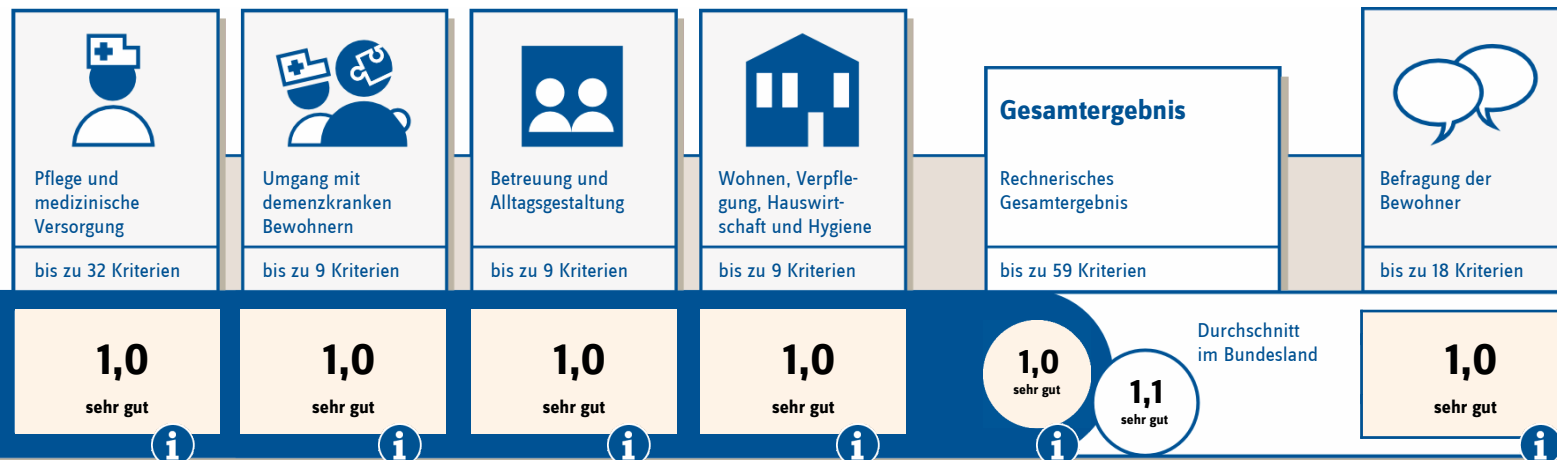 Pflege und
medizinische
Versorgung
bis zu 32 Kriterien
1,0
sehr gut
i
Umgang mit
demenzkranken
Bewohnern
bis zu 9 Kriterien
1,0
sehr gut
i
Betreuung und
Alltagsgestaltung
bis zu 9 Kriterien
1,0
sehr gut
i
Wohnen, Verpfle-
gung, Hauswirt-
schaft und Hygiene
bis zu 9 Kriterien
1,0
sehr gut
i
Gesamtergebnis
Rechnerisches
Gesamtergebnis
bis zu 59 Kriterien
1,0
sehr gut
i
Durchschnitt
im Bundesland
1,1
sehr gut
Befragung der
Bewohner
bis zu 18 Kriterien
1,0
sehr gut
i